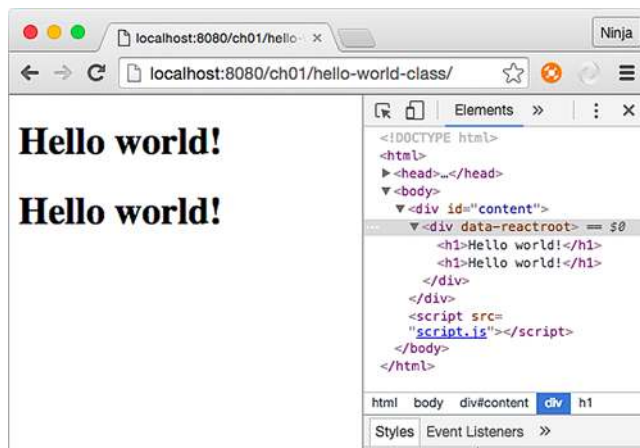 localhost:8080/ch01/hello-
Ninja
localhost:8080/ch01/hello-world-class/
Hello world!
Hello world!
Elements »
<!DOCTYPE html>
<html>
▶<head>…</head>
▼<body>
▼<div id="content">
▼<div data-reactroot> == $0
<h1>Hello world!</h1>
<h1>Hello world!</h1>
</div>
</div>
<script src=
"script.js"></script>
</body>
</html>
html body div#content div h1
Styles Event Listeners »